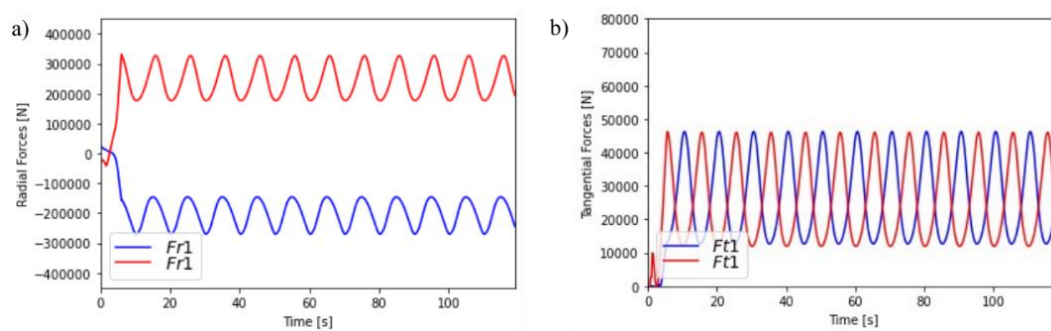 a)
Radial Forces [N]
400000
300000
200000
100000
0
−100000
−200000
−300000
−400000
Fr1
Fr1
0 20 40 60 80 100
Time [s]
b)
Tangential Forces [N]
80000
70000
60000
50000
40000
30000
20000
10000
0
Ft1
Ft1
0 20 40 60 80 100
Time [s]